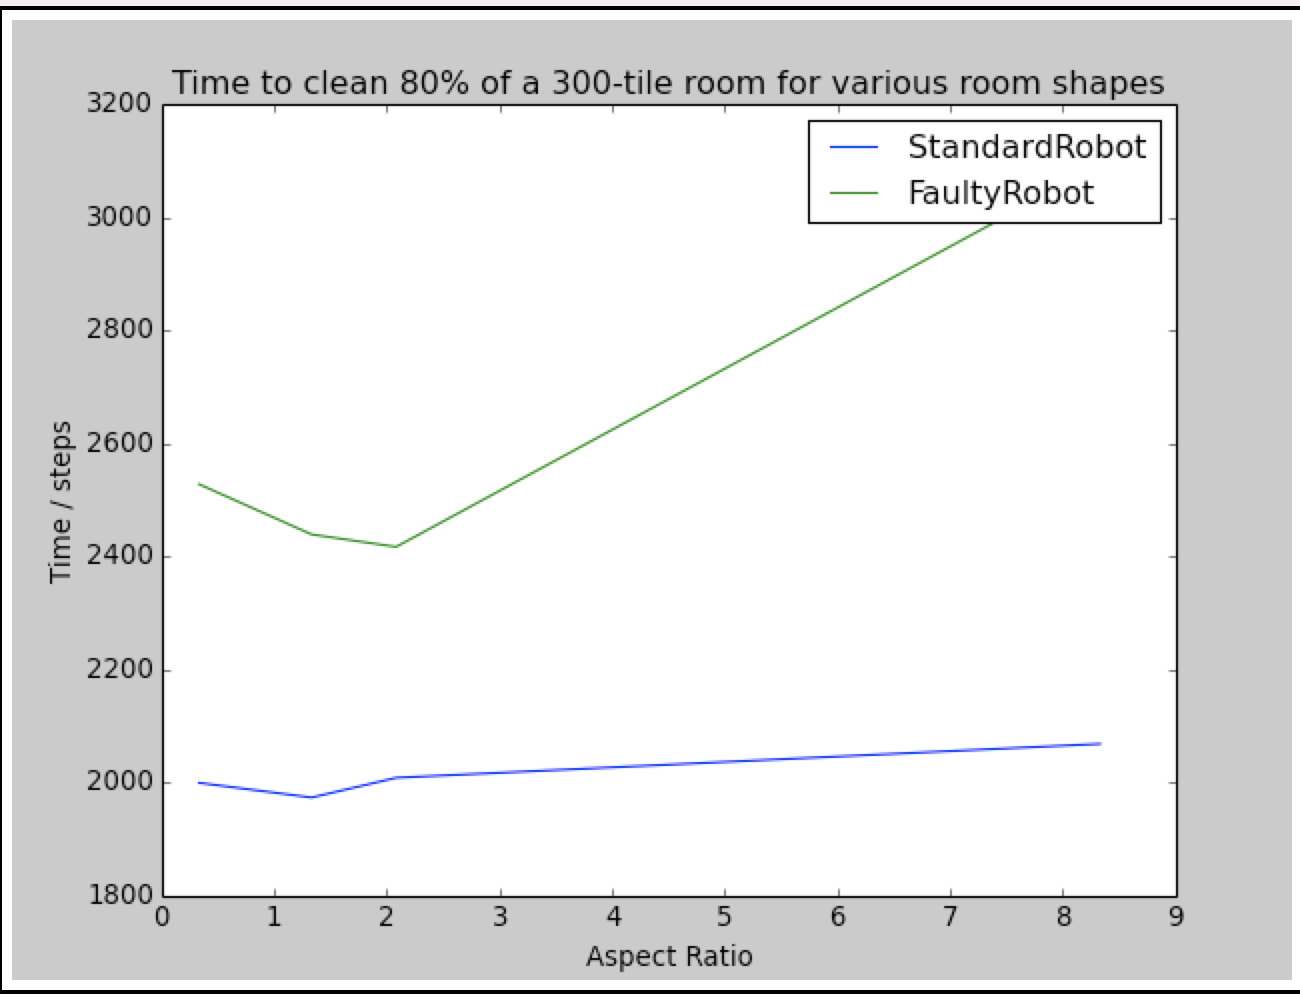 Time to clean 80% of a 300-tile room for various room shapes
StandardRobot
FaultyRobot
3200
3000
2800
2600
2400
2200
2000
1800
Time / steps
0 1 2 3 4 5 6 7 8 9
Aspect Ratio